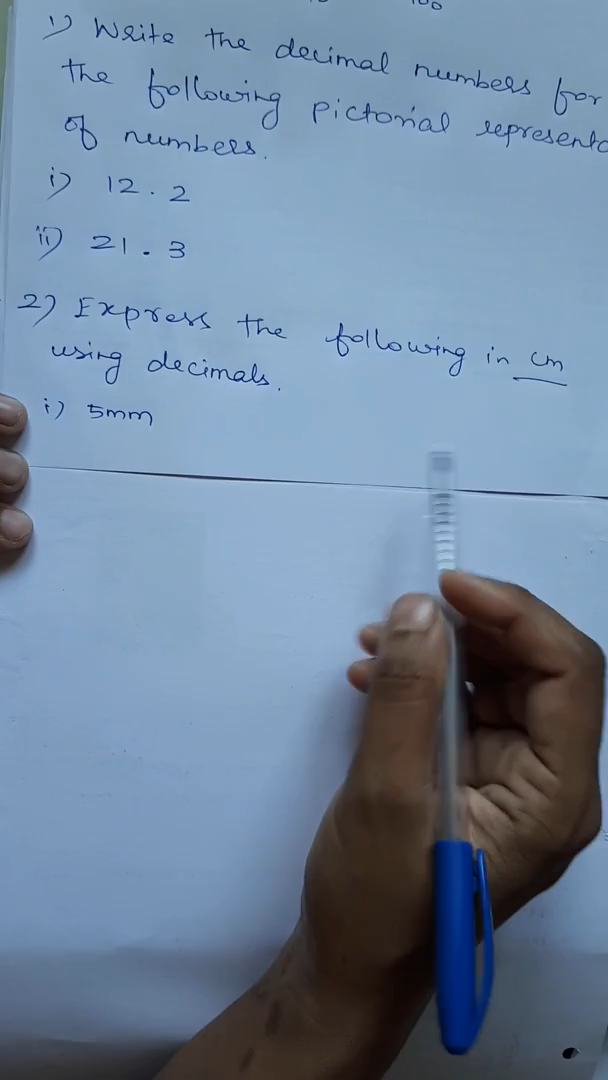 1) Write the decimal numbers for
the following pictorial
of numbers.
i) 12.2
ii) 21.3
2) Express the following in cm
using decimals.
i) 5mm